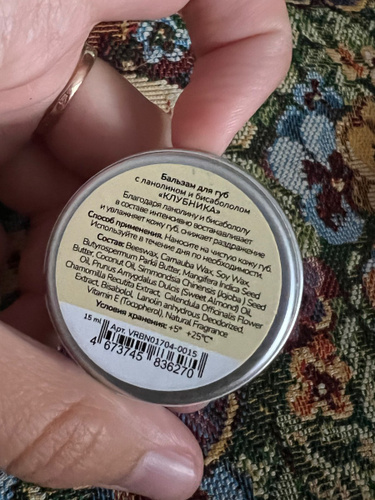 Бальзам для губ
с ланолином и бисабололом
«КЛУБНИКА»
Благодаря ланолину и бисабололу
в составе интенсивно восстанавливает
и увлажняет кожу губ, снижает раздражение
Способ применения. Наносите на чистую кожу губ.
Используйте в течение дня по необходимости.
Состав: Beeswax, Carnauba Wax, Soy Wax,
Butyrospermum Parkii Butter, Mangifera Indica Seed
Butter, Coconut Oil, Simmondsia Chinensis (jojoba) Seed
Oil, Prunus Amygdalus Dulcis (Sweet Almond) Oil,
Chamomilla Recutita Extract, Calendula Officinalis Flower
Extract, Bisabolol, Lanolin anhydrous Deodorized,
Vitamin E (Tocopherol), Natural Fragrance
Условия хранения: +5° +25°C
15 ml Арт. VRBN01704-0015
4 673745 836270